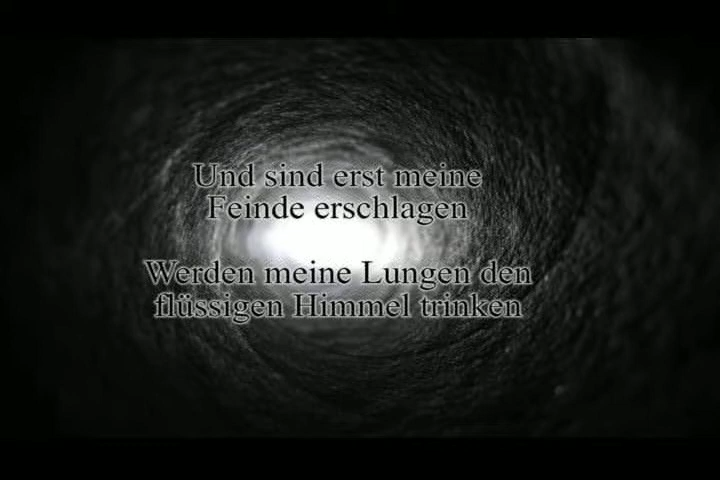 Und sind erst meine
Feinde erschlagen
Werden meine Lungen den
flüssigen Himmel trinken